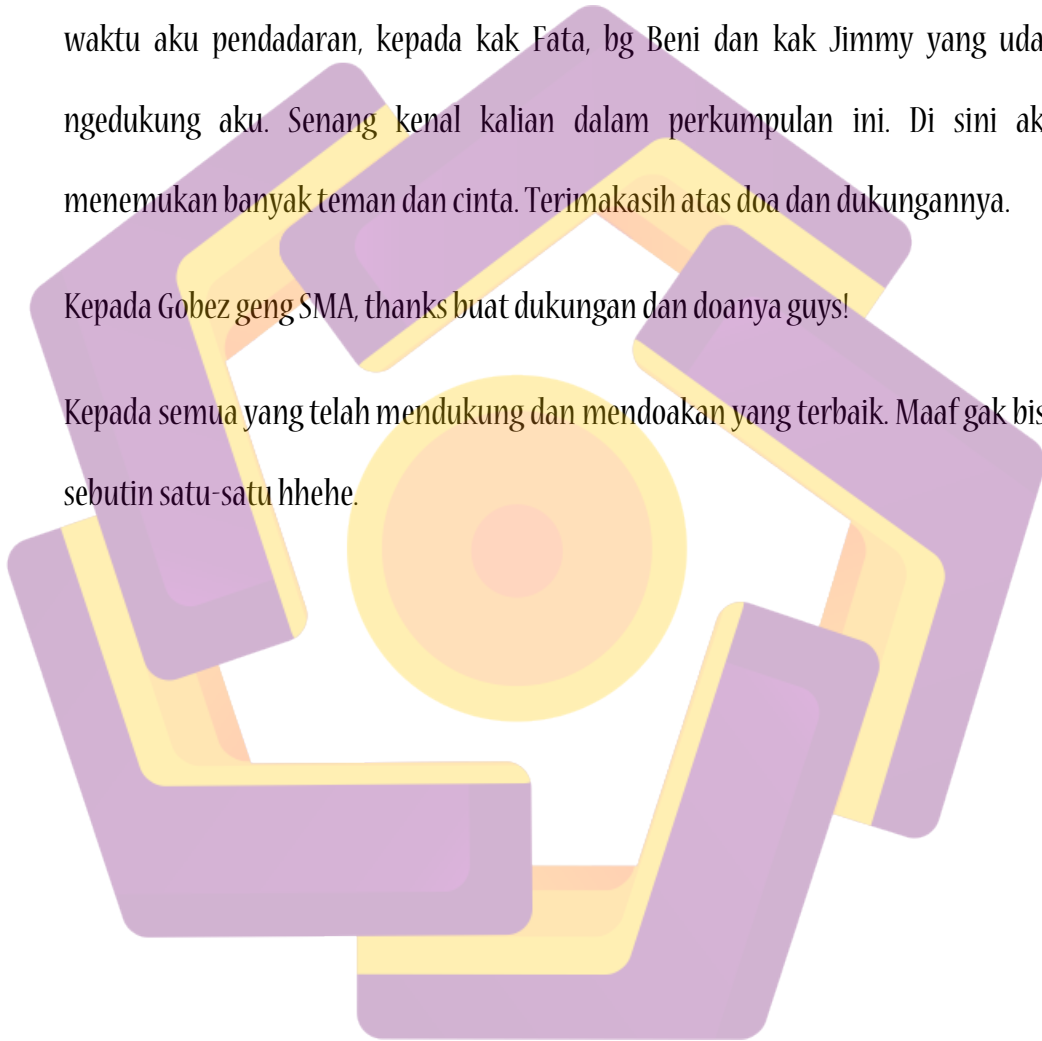 waktu aku pendadaran, kepada kak Fata, bg Beni dan kak Jimmy yang uda
ngedukung aku. Senang kenal kalian dalam perkumpulan ini. Di sini ak
menemukan banyak teman dan cinta. Terimakasih atas doa dan dukungannya.
Kepada Gobez geng SMA, thanks buat dukungan dan doanya guys!
Kepada semua yang telah mendukung dan mendoakan yang terbaik. Maaf gak bis
sebutin satu-satu hhehe.